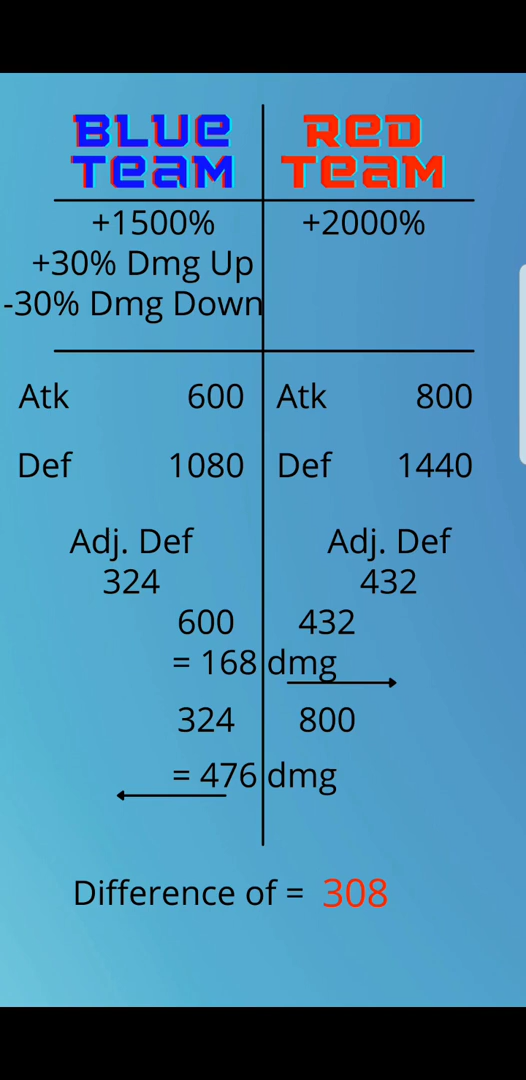 BLUE TEAM
RED TEAM
+1500%
+30% Dmg Up
-30% Dmg Down
+2000%
Atk 600 Atk 800
Def 1080 Def 1440
Adj. Def Adj. Def
324 432
600 432
= 168 dmg
324 800
= 476 dmg
Difference of = 308